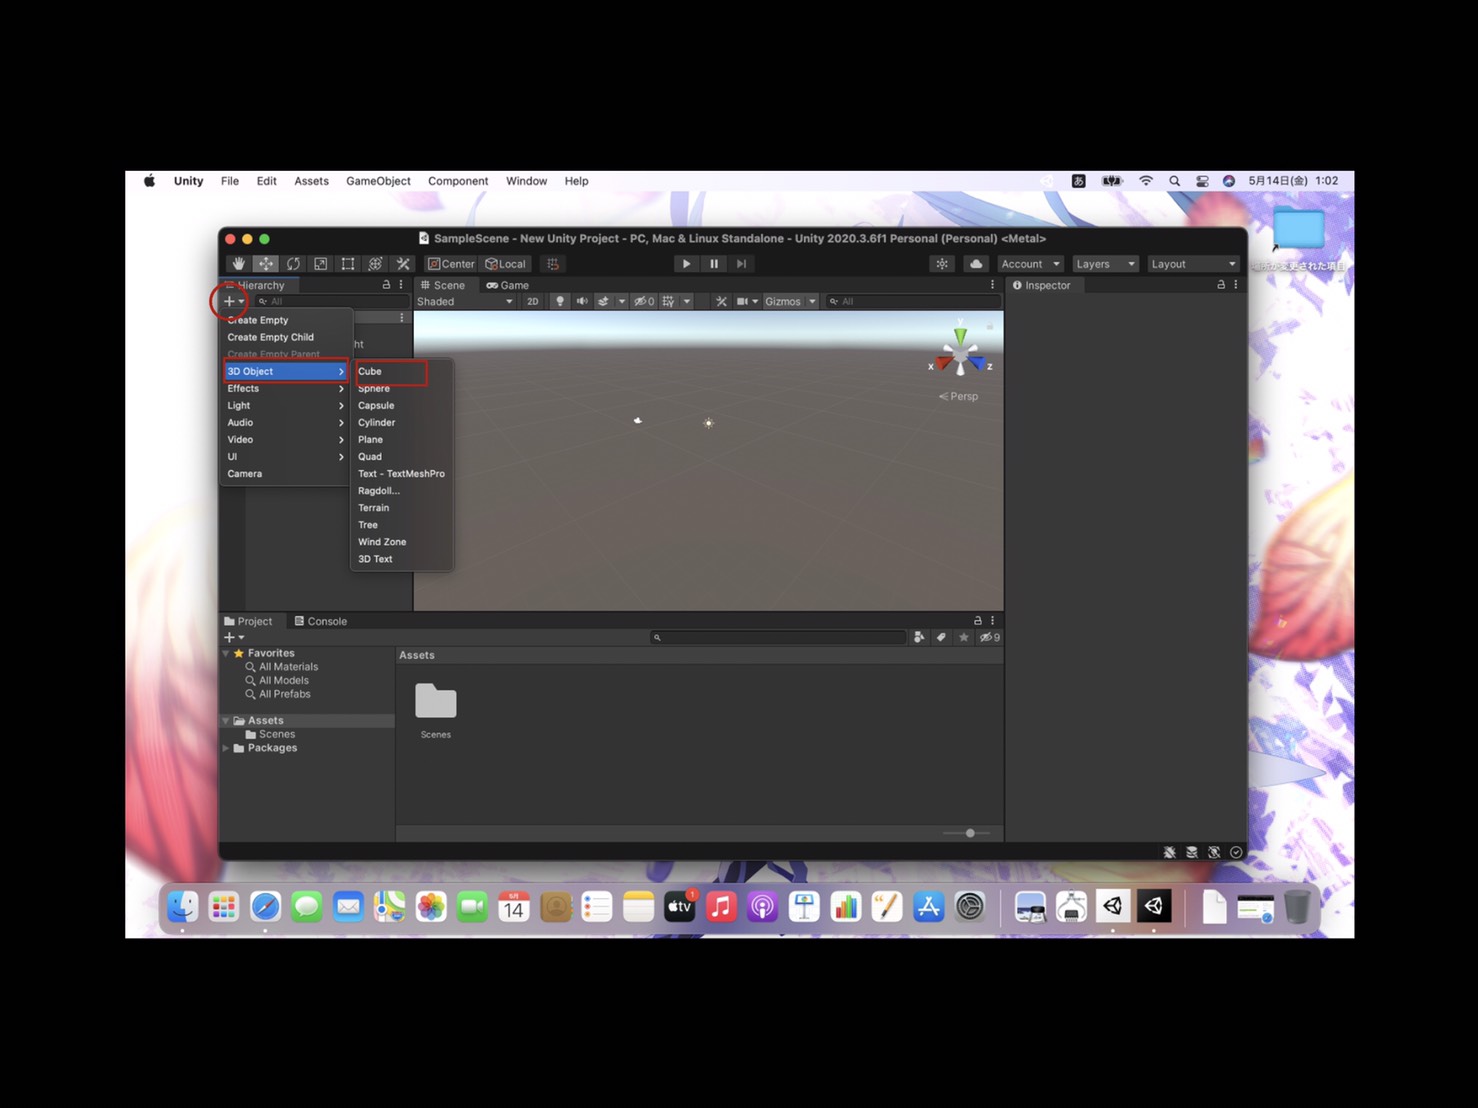 Unity File Edit Assets GameObject Component Window Help あ 5月14日(金) 1:02
SampleScene - New Unity Project - PC, Mac & Linux Standalone - Unity 2020.3.6f1 Personal (Personal) <Metal>
Center Local Account Layers Layout
Hierarchy Scene Game Inspector
All Shaded 2D 0 Gizmos All
Create Empty
Create Empty Child
ht
Create Empty Parent
3D Object
Effects
Light
Audio
Video
UI
Camera
Cube
Sphere
Capsule
Cylinder
Plane
Quad
Text - TextMeshPro
Ragdoll...
Terrain
Tree
Wind Zone
3D Text
y
x z
Persp
場所が変更された項目
Project Console
9
Favorites
All Materials
All Models
All Prefabs
Assets
Scenes
Packages
Assets
Scenes
5月
14
tv
1